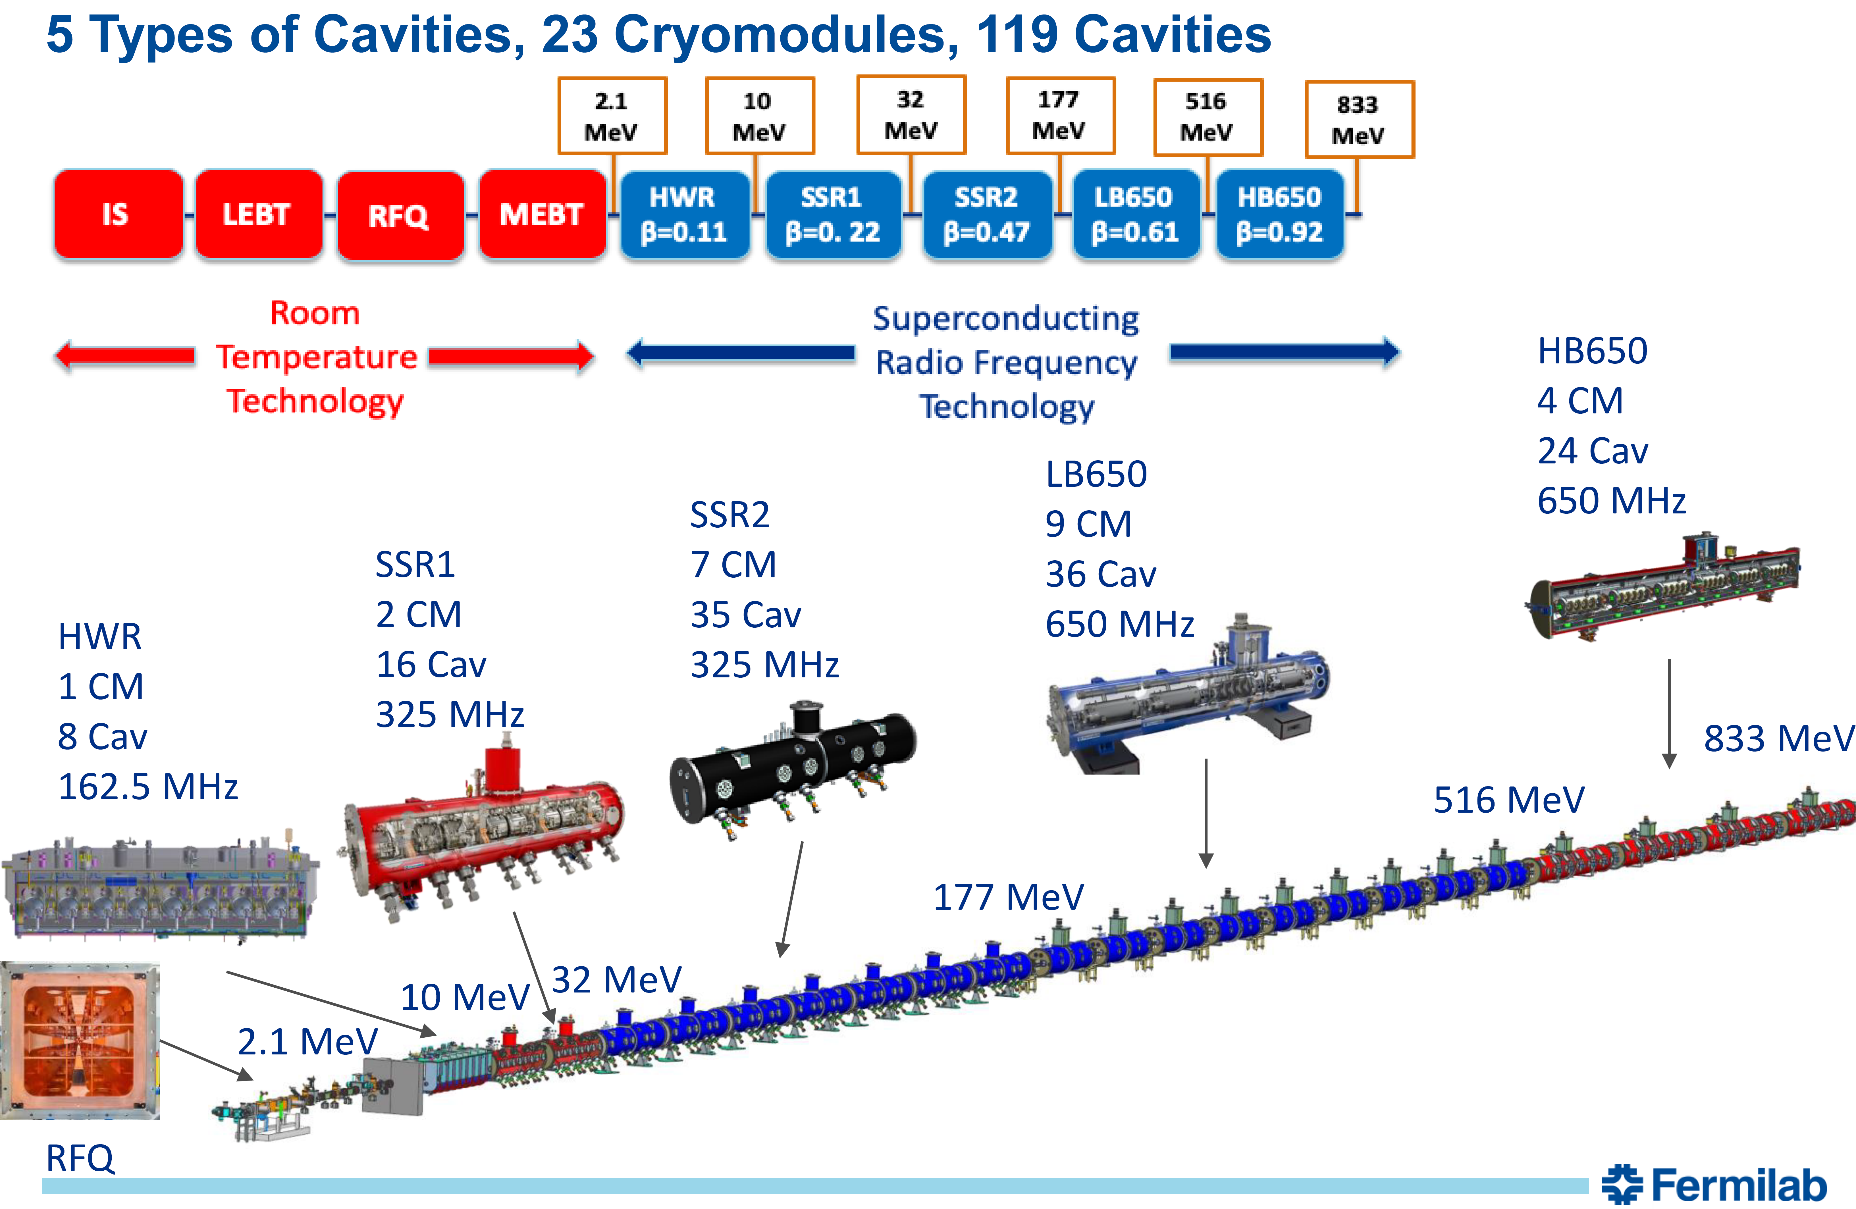 5 Types of Cavities, 23 Cryomodules, 119 Cavities
2.1
MeV
10
MeV
32
MeV
177
MeV
516
MeV
833
MeV
IS
LEBT
RFQ
MEBT
HWR
β=0.11
SSR1
β=0. 22
SSR2
β=0.47
LB650
β=0.61
HB650
β=0.92
Room
Temperature
Technology
Superconducting
Radio Frequency
Technology
HB650
4 CM
24 Cav
650 MHz
LB650
9 CM
36 Cav
650 MHz
SSR2
7 CM
35 Cav
325 MHz
SSR1
2 CM
16 Cav
325 MHz
HWR
1 CM
8 Cav
162.5 MHz
833 MeV
516 MeV
177 MeV
32 MeV
10 MeV
2.1 MeV
RFQ
Fermilab